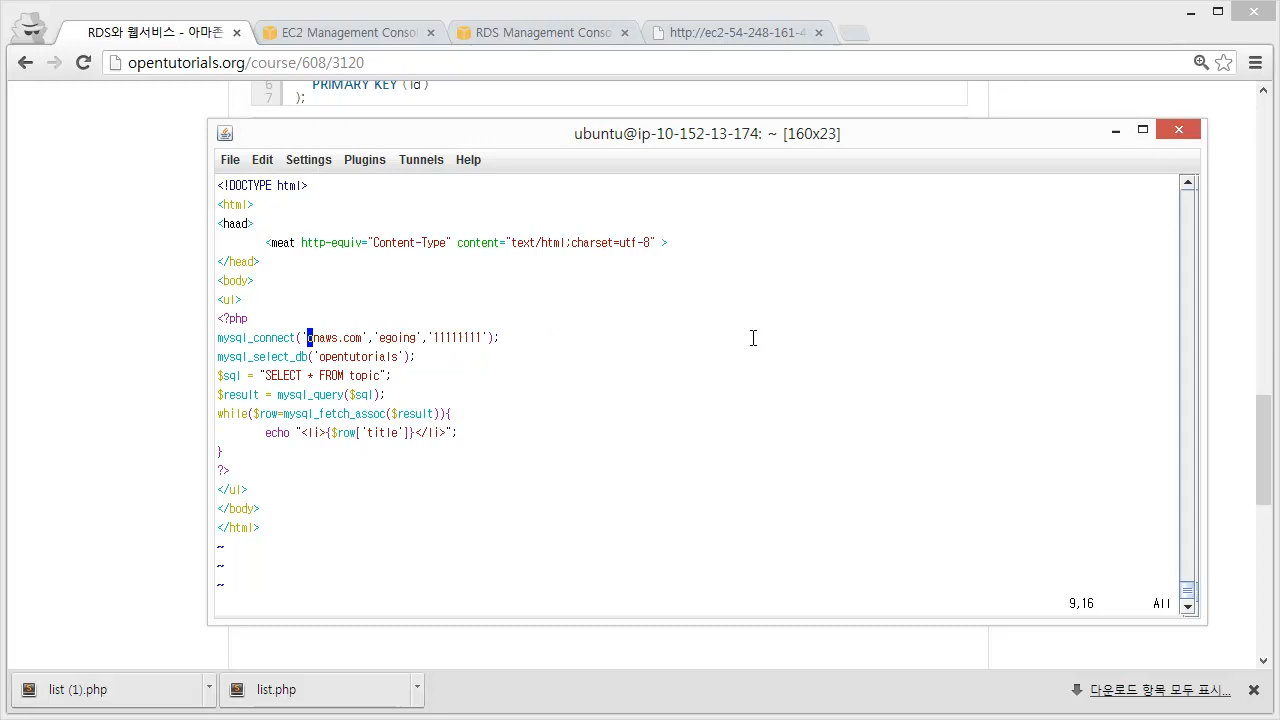 RDS와 웹서비스 - 아마존
EC2 Management Consol
RDS Management Conso
http://ec2-54-248-161-4
opentutorials.org/course/608/3120
6 PRIMARY KEY (id)
7 );
ubuntu@ip-10-152-13-174: ~ [160x23]
File Edit Settings Plugins Tunnels Help
<!DOCTYPE html>
<html>
<haad>
<meat http-equiv="Content-Type" content="text/html;charset=utf-8" >
</head>
<body>
<ul>
<?php
mysql_connect('onaws.com','egoing','11111111');
mysql_select_db('opentutorials');
$sql = "SELECT * FROM topic";
$result = mysql_query($sql);
while($row=mysql_fetch_assoc($result)){
echo "<li>{$row['title']}</li>";
}
?>
</ul>
</body>
</html>
~
~
~
9,16 All
list (1).php
list.php
다운로드 항목 모두 표시...